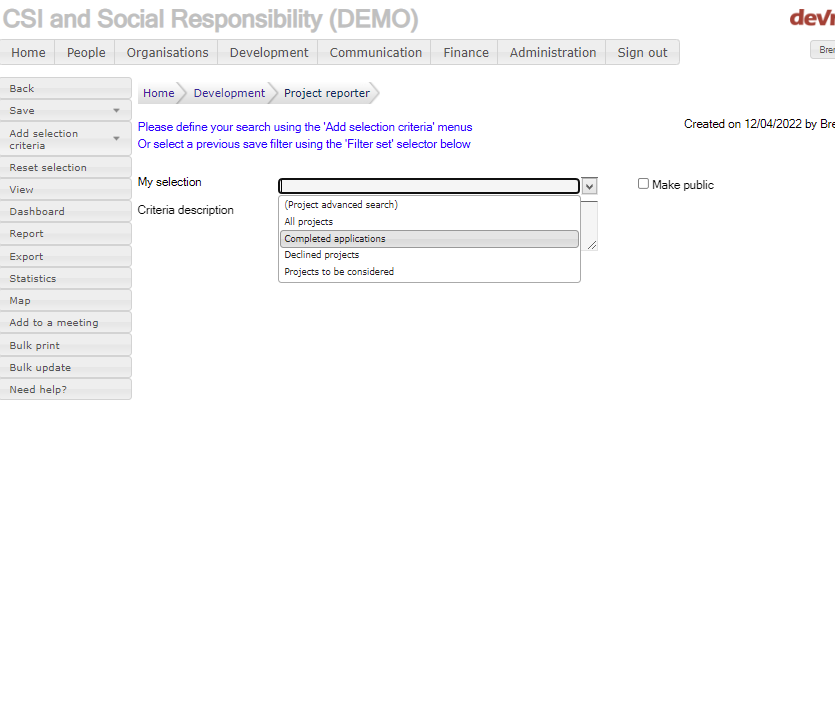 CSI and Social Responsibility (DEMO)
Home People Organisations Development Communication Finance Administration Sign out
Back
Save
Add selection
criteria
Reset selection
View
Dashboard
Report
Export
Statistics
Map
Add to a meeting
Bulk print
Bulk update
Need help?
Home Development Project reporter
Please define your search using the 'Add selection criteria' menus
Or select a previous save filter using the 'Filter set' selector below
Created on 12/04/2022 by Bre
My selection
Make public
Criteria description
(Project advanced search)
All projects
Completed applications
Declined projects
Projects to be considered